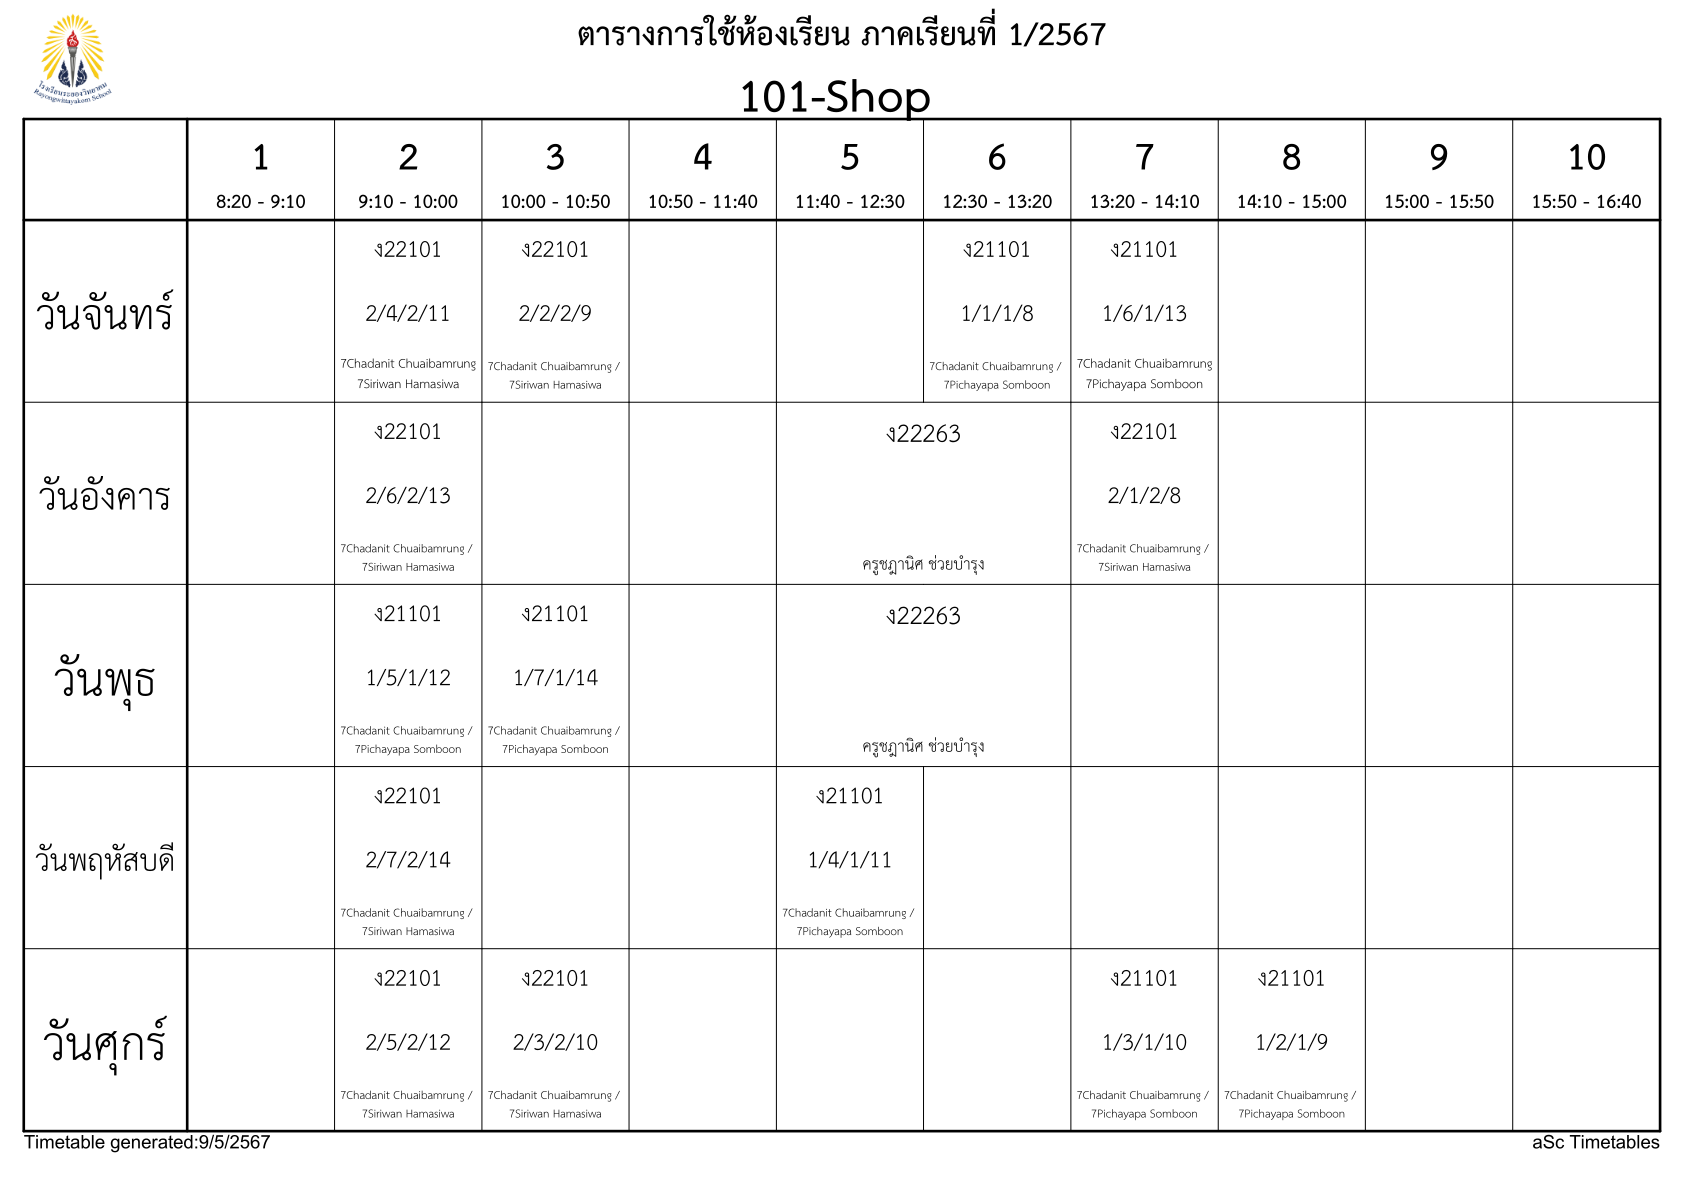 ตารางการใช้ห้องเรียน ภาคเรียนที่ 1/2567
โรงเรียนระยองวิทยาคม
Rayongwittayakom School
101-Shop
1 2 3 4 5 6 7 8 9 10
8:20 - 9:10 9:10 - 10:00 10:00 - 10:50 10:50 - 11:40 11:40 - 12:30 12:30 - 13:20 13:20 - 14:10 14:10 - 15:00 15:00 - 15:50 15:50 - 16:40
วันจันทร์
ง22101 ง22101 ง21101 ง21101
2/4/2/11 2/2/2/9 1/1/1/8 1/6/1/13
7Chadanit Chuaibamrung 7Chadanit Chuaibamrung / 7Chadanit Chuaibamrung / 7Chadanit Chuaibamrung
7Siriwan Hamasiwa 7Siriwan Hamasiwa 7Pichayapa Somboon 7Pichayapa Somboon
วันอังคาร
ง22101 ง22263 ง22101
2/6/2/13 2/1/2/8
7Chadanit Chuaibamrung / 7Chadanit Chuaibamrung /
7Siriwan Hamasiwa ครูชฎานิศ ช่วยบำรุง 7Siriwan Hamasiwa
วันพุธ
ง21101 ง21101 ง22263
1/5/1/12 1/7/1/14
7Chadanit Chuaibamrung / 7Chadanit Chuaibamrung /
7Pichayapa Somboon 7Pichayapa Somboon ครูชฎานิศ ช่วยบำรุง
วันพฤหัสบดี
ง22101 ง21101
2/7/2/14 1/4/1/11
7Chadanit Chuaibamrung / 7Chadanit Chuaibamrung /
7Siriwan Hamasiwa 7Pichayapa Somboon
วันศุกร์
ง22101 ง22101 ง21101 ง21101
2/5/2/12 2/3/2/10 1/3/1/10 1/2/1/9
7Chadanit Chuaibamrung / 7Chadanit Chuaibamrung / 7Chadanit Chuaibamrung / 7Chadanit Chuaibamrung /
7Siriwan Hamasiwa 7Siriwan Hamasiwa 7Pichayapa Somboon 7Pichayapa Somboon
Timetable generated:9/5/2567 aSc Timetables